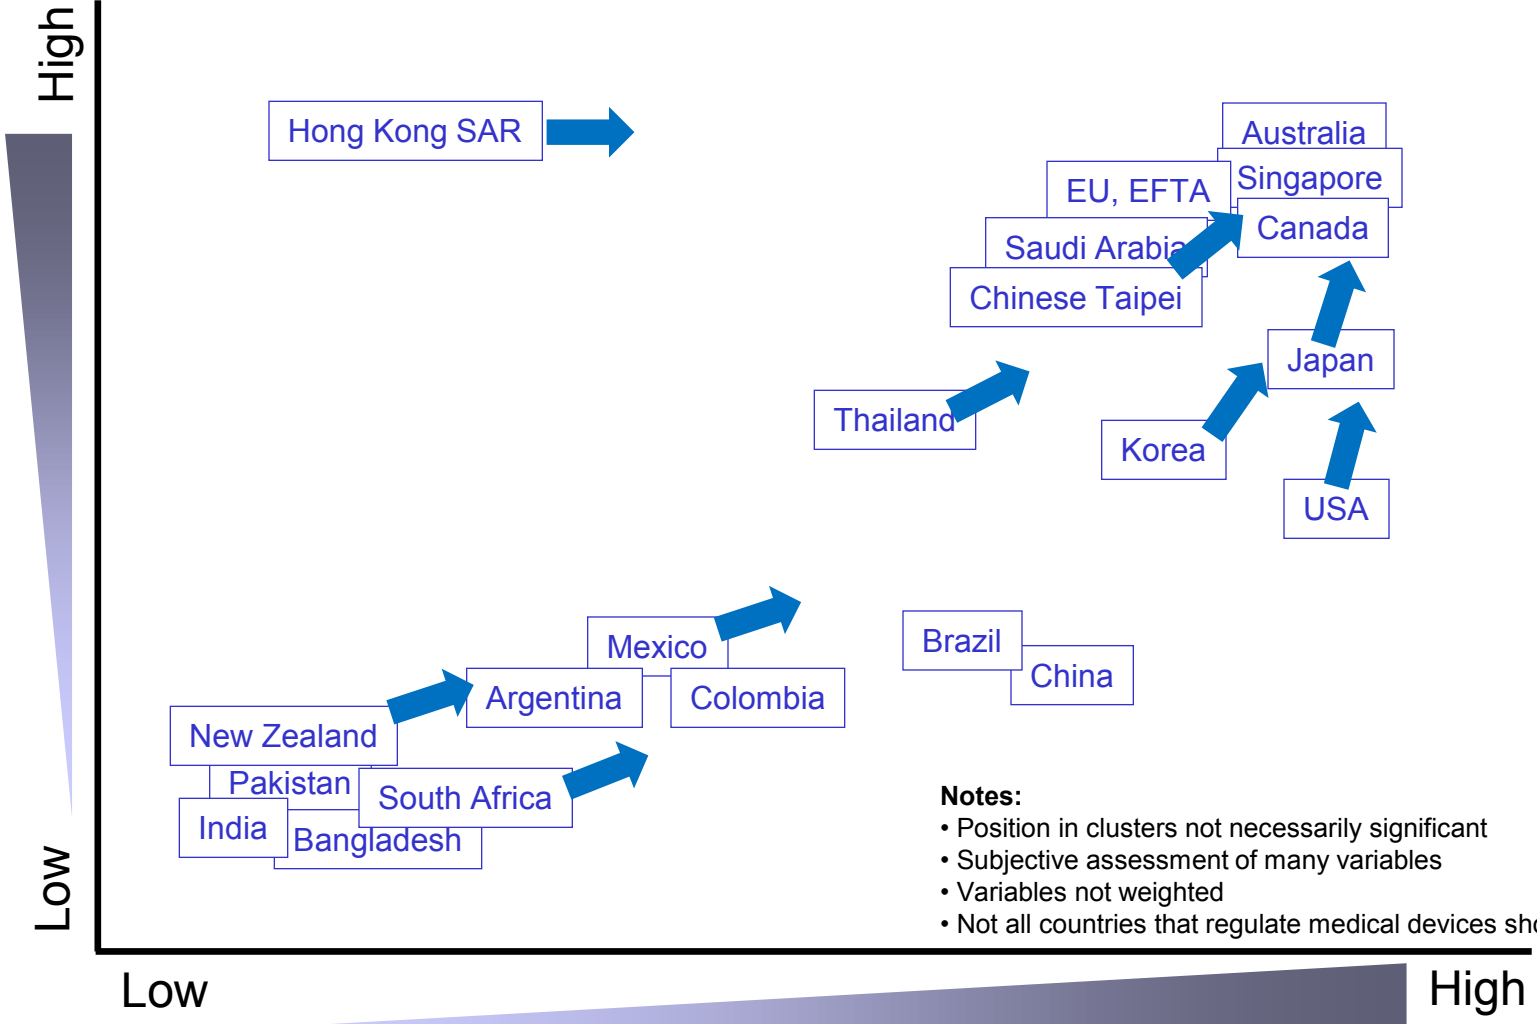 High
Hong Kong SAR
Australia
Singapore
EU, EFTA
Canada
Saudi Arabia
Chinese Taipei
Japan
Thailand
Korea
USA
Mexico
Brazil
China
Argentina
Colombia
New Zealand
Pakistan
South Africa
India
Bangladesh
Notes:
• Position in clusters not necessarily significant
• Subjective assessment of many variables
• Variables not weighted
• Not all countries that regulate medical devices
Low
Low
High